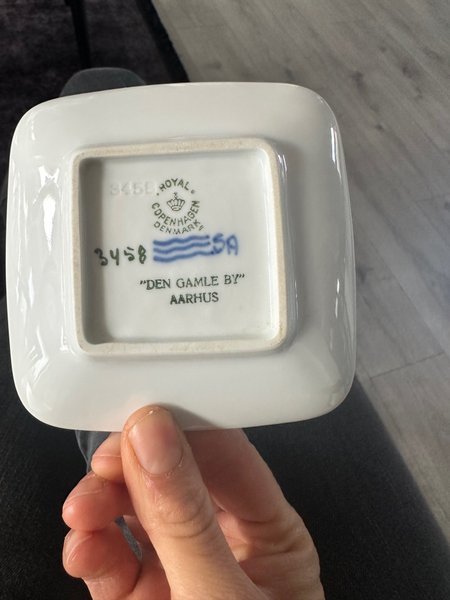 3458
ROYAL
COPENHAGEN
DENMARK
3458 SA
"DEN GAMLE BY"
AARHUS